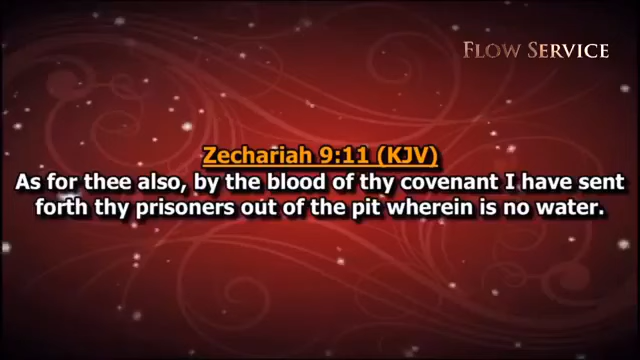 FLOW SERVICE
Zechariah 9:11 (KJV)
As for thee also, by the blood of thy covenant I have sent
forth thy prisoners out of the pit wherein is no water.